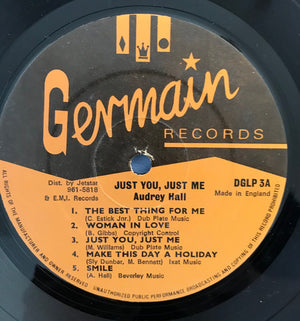 Germain
RECORDS
Dist. by Jetstar
961-5818
& E.M.I. Records
JUST YOU, JUST ME
Audrey Hall
DGLP 3A
Made in England
1. THE BEST THING FOR ME
(C. Estick Jnr.) Dub Plate Music
2. WOMAN IN LOVE
(B. Gibbs) Copyright Control
3. JUST YOU, JUST ME
(M. Williams) Dub Plate Music
4. MAKE THIS DAY A HOLIDAY
(Sly Dunbar, M. Bennett) Ixat Music
5. SMILE
(A. Hall) Beverley Music
ALL RIGHTS OF THE MANUFACTURER AND OWNER RESERVED
UNAUTHORIZED PUBLIC PERFORMANCE BROADCASTING AND COPYING OF THIS RECORD PROHIBITED